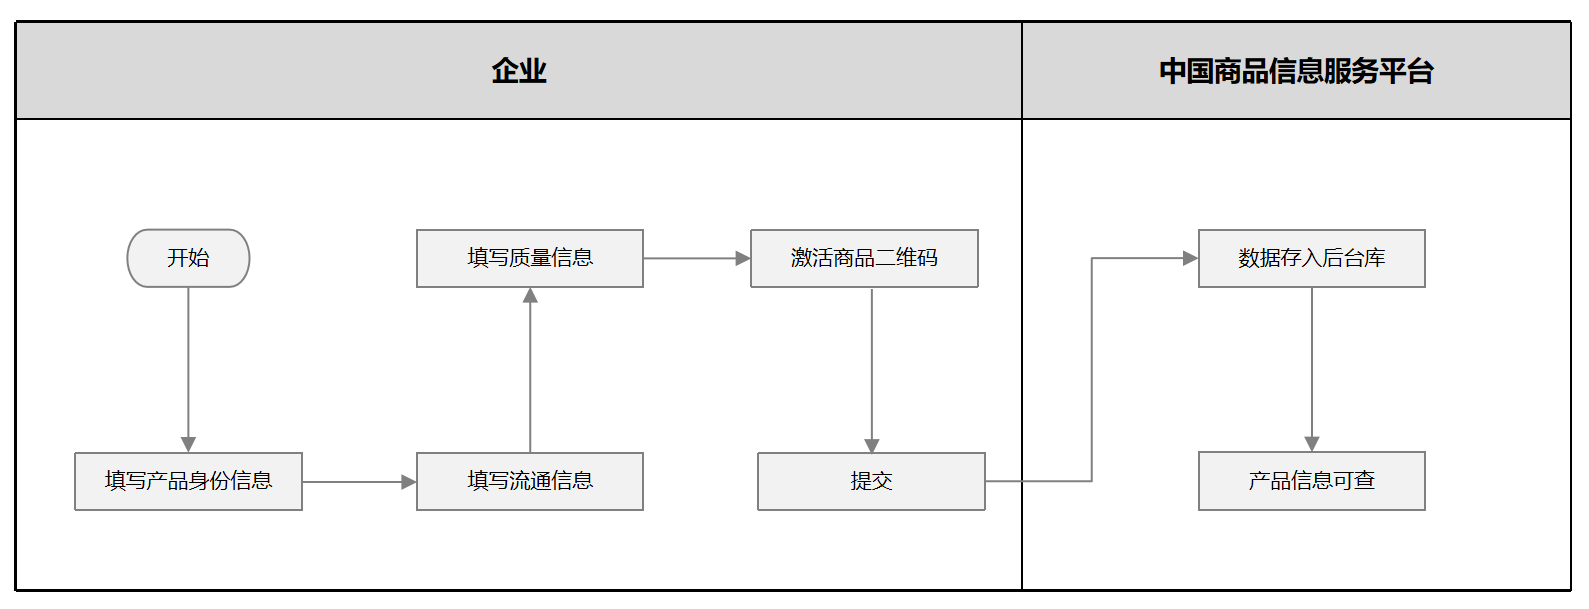 企业
中国商品信息服务平台
开始
填写质量信息
激活商品二维码
数据存入后台库
填写产品身份信息
填写流通信息
提交
产品信息可查